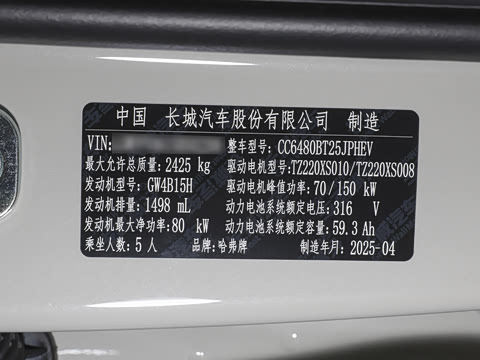 中国 长城汽车股份有限公司 制造
VIN: 整车型号: CC6480BT25JPHEV
最大允许总质量: 2425 kg 驱动电机型号: TZ220XS010/TZ220XS008
发动机型号: GW4B15H 驱动电机峰值功率: 70/150 kW
发动机排量: 1498 mL 动力电池系统额定电压: 316 V
发动机最大净功率: 80 kW 动力电池系统额定容量: 59.3 Ah
乘坐人数: 5 人 品牌: 哈弗牌 制造年月: 2025-04